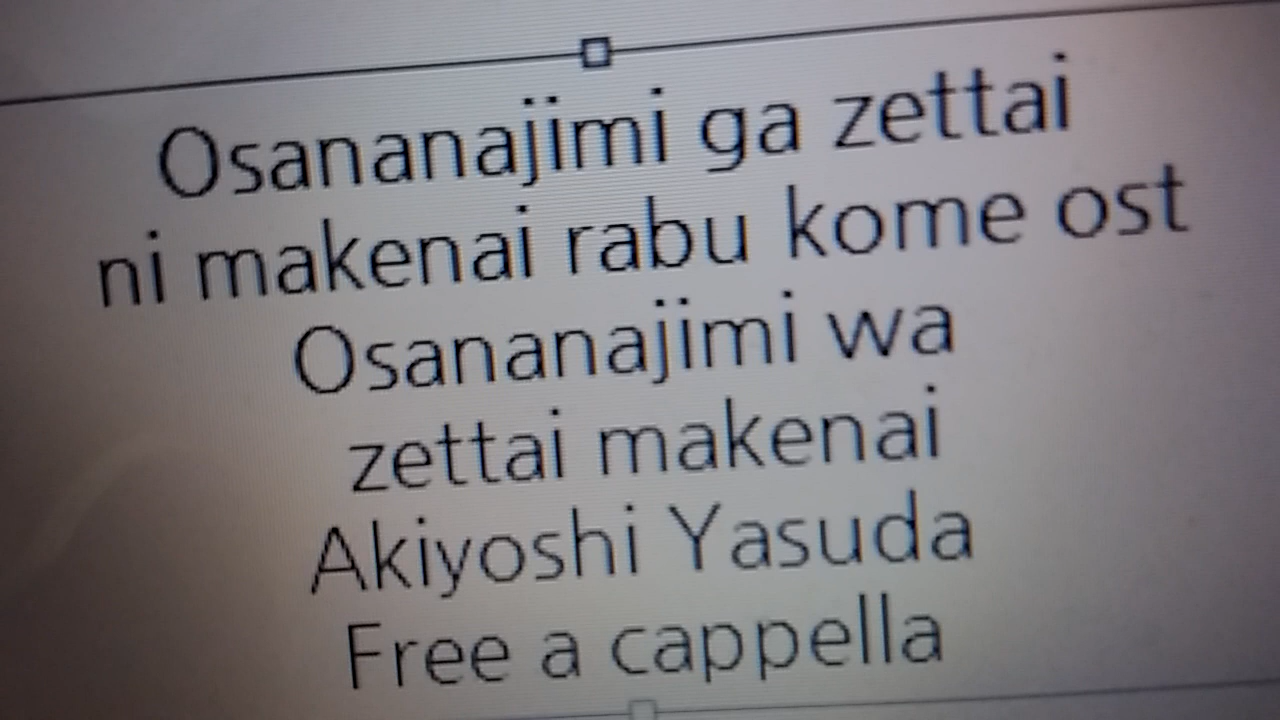 Osananajimi ga zettai
ni makenai rabu kome ost
Osananajimi wa
zettai makenai
Akiyoshi Yasuda
Free a cappella